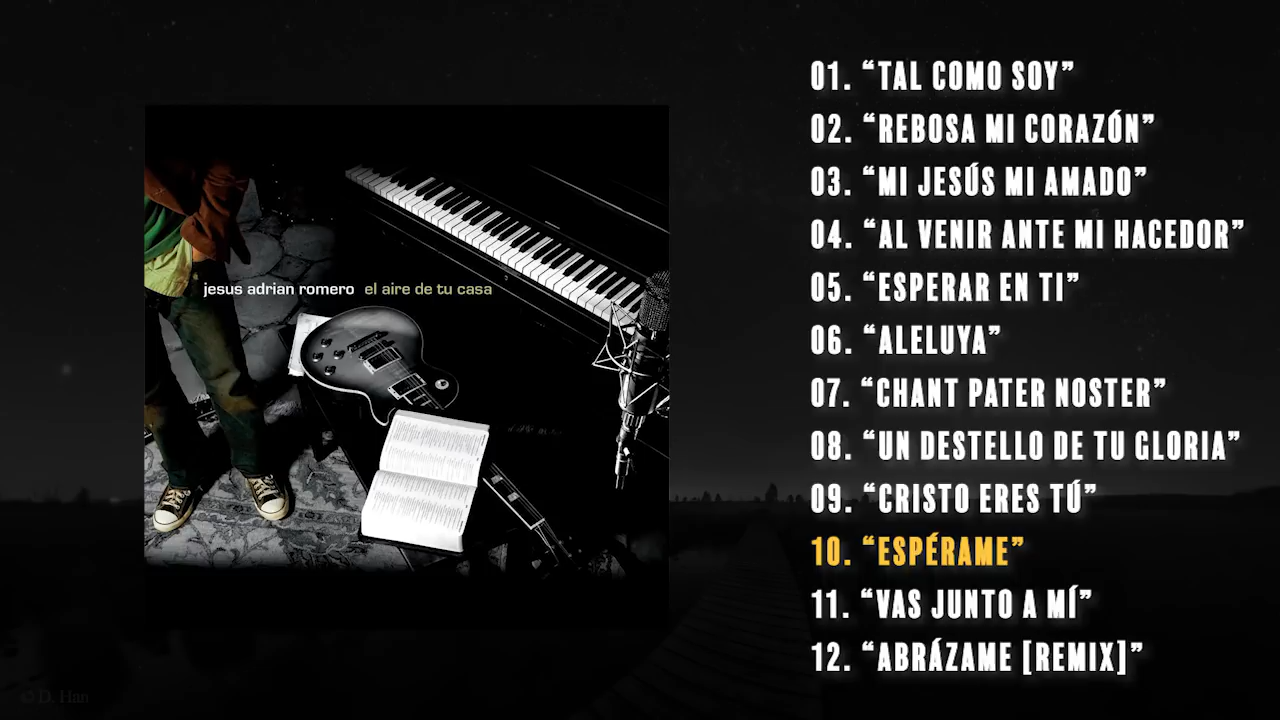 jesus adrian romero el aire de tu casa
01. “TAL COMO SOY”
02. “REBOSA MI CORAZÓN”
03. “MI JESÚS MI AMADO”
04. “AL VENIR ANTE MI HACEDOR”
05. “ESPERAR EN TI”
06. “ALELUYA”
07. “CHANT PATER NOSTER”
08. “UN DESTELLO DE TU GLORIA”
09. “CRISTO ERES TÚ”
10. “ESPÉRAME”
11. “VAS JUNTO A MÍ”
12. “ABRÁZAME [REMIX]”
© D. Han